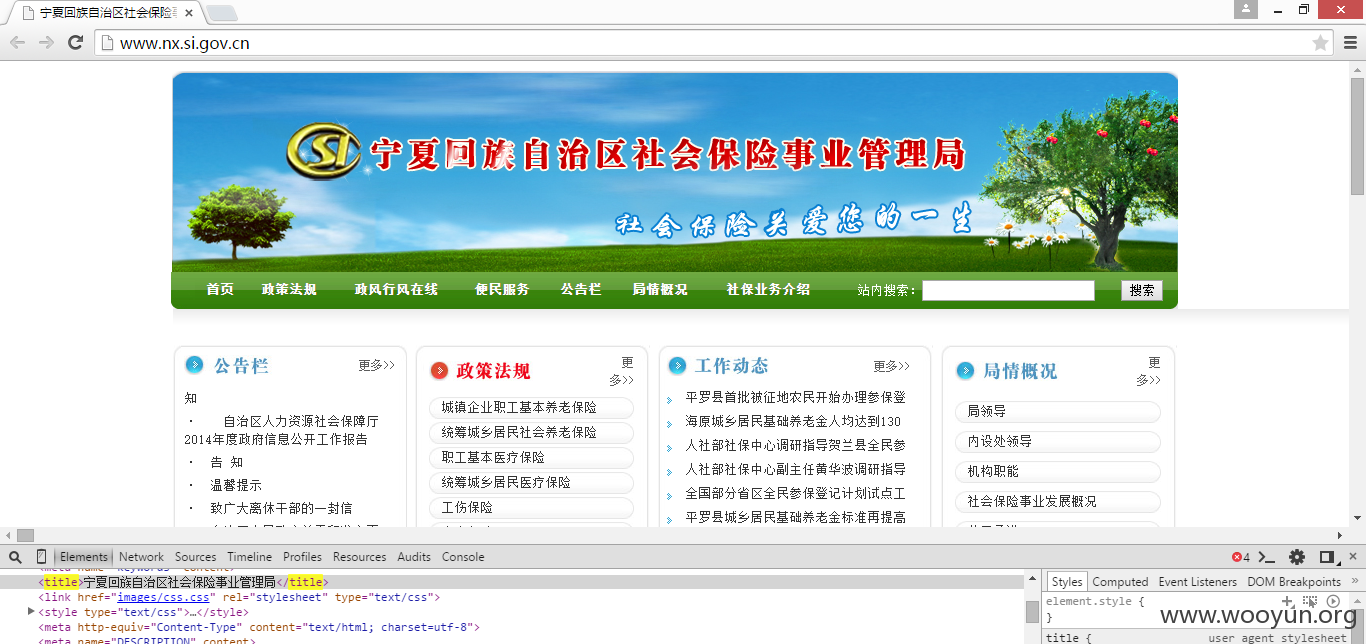 宁夏回族自治区社会保险事
www.nx.si.gov.cn
CSI 宁夏回族自治区社会保险事业管理局
社会保险关爱您的一生
首页 政策法规 政风行风在线 便民服务 公告栏 局情概况 社保业务介绍 站内搜索： 搜索
公告栏 更多>>
知
· 自治区人力资源社会保障厅
2014年度政府信息公开工作报告
· 告 知
· 温馨提示
· 致广大离休干部的一封信
政策法规 更
多>>
城镇企业职工基本养老保险
统筹城乡居民社会养老保险
职工基本医疗保险
统筹城乡居民医疗保险
工伤保险
工作动态 更多>>
平罗县首批被征地农民开始办理参保登
海原城乡居民基础养老金人均达到130
人社部社保中心调研指导贺兰县全民参
人社部社保中心副主任黄华波调研指导
全国部分省区全民参保登记计划试点工
平罗县城乡居民基础养老金标准再提高
局情概况 更
多>>
局领导
内设处领导
机构职能
社会保险事业发展概况
Elements Network Sources Timeline Profiles Resources Audits Console 4
<meta name="keywords" content>
<title>宁夏回族自治区社会保险事业管理局</title>
<link href="images/css.css" rel="stylesheet" type="text/css">
<style type="text/css">…</style>
<meta http-equiv="Content-Type" content="text/html; charset=utf-8">
<meta name="DESCRIPTION" content>
Styles Computed Event Listeners DOM Breakpoints »
element.style {
}
title { user agent stylesheet
www.wooyun.org